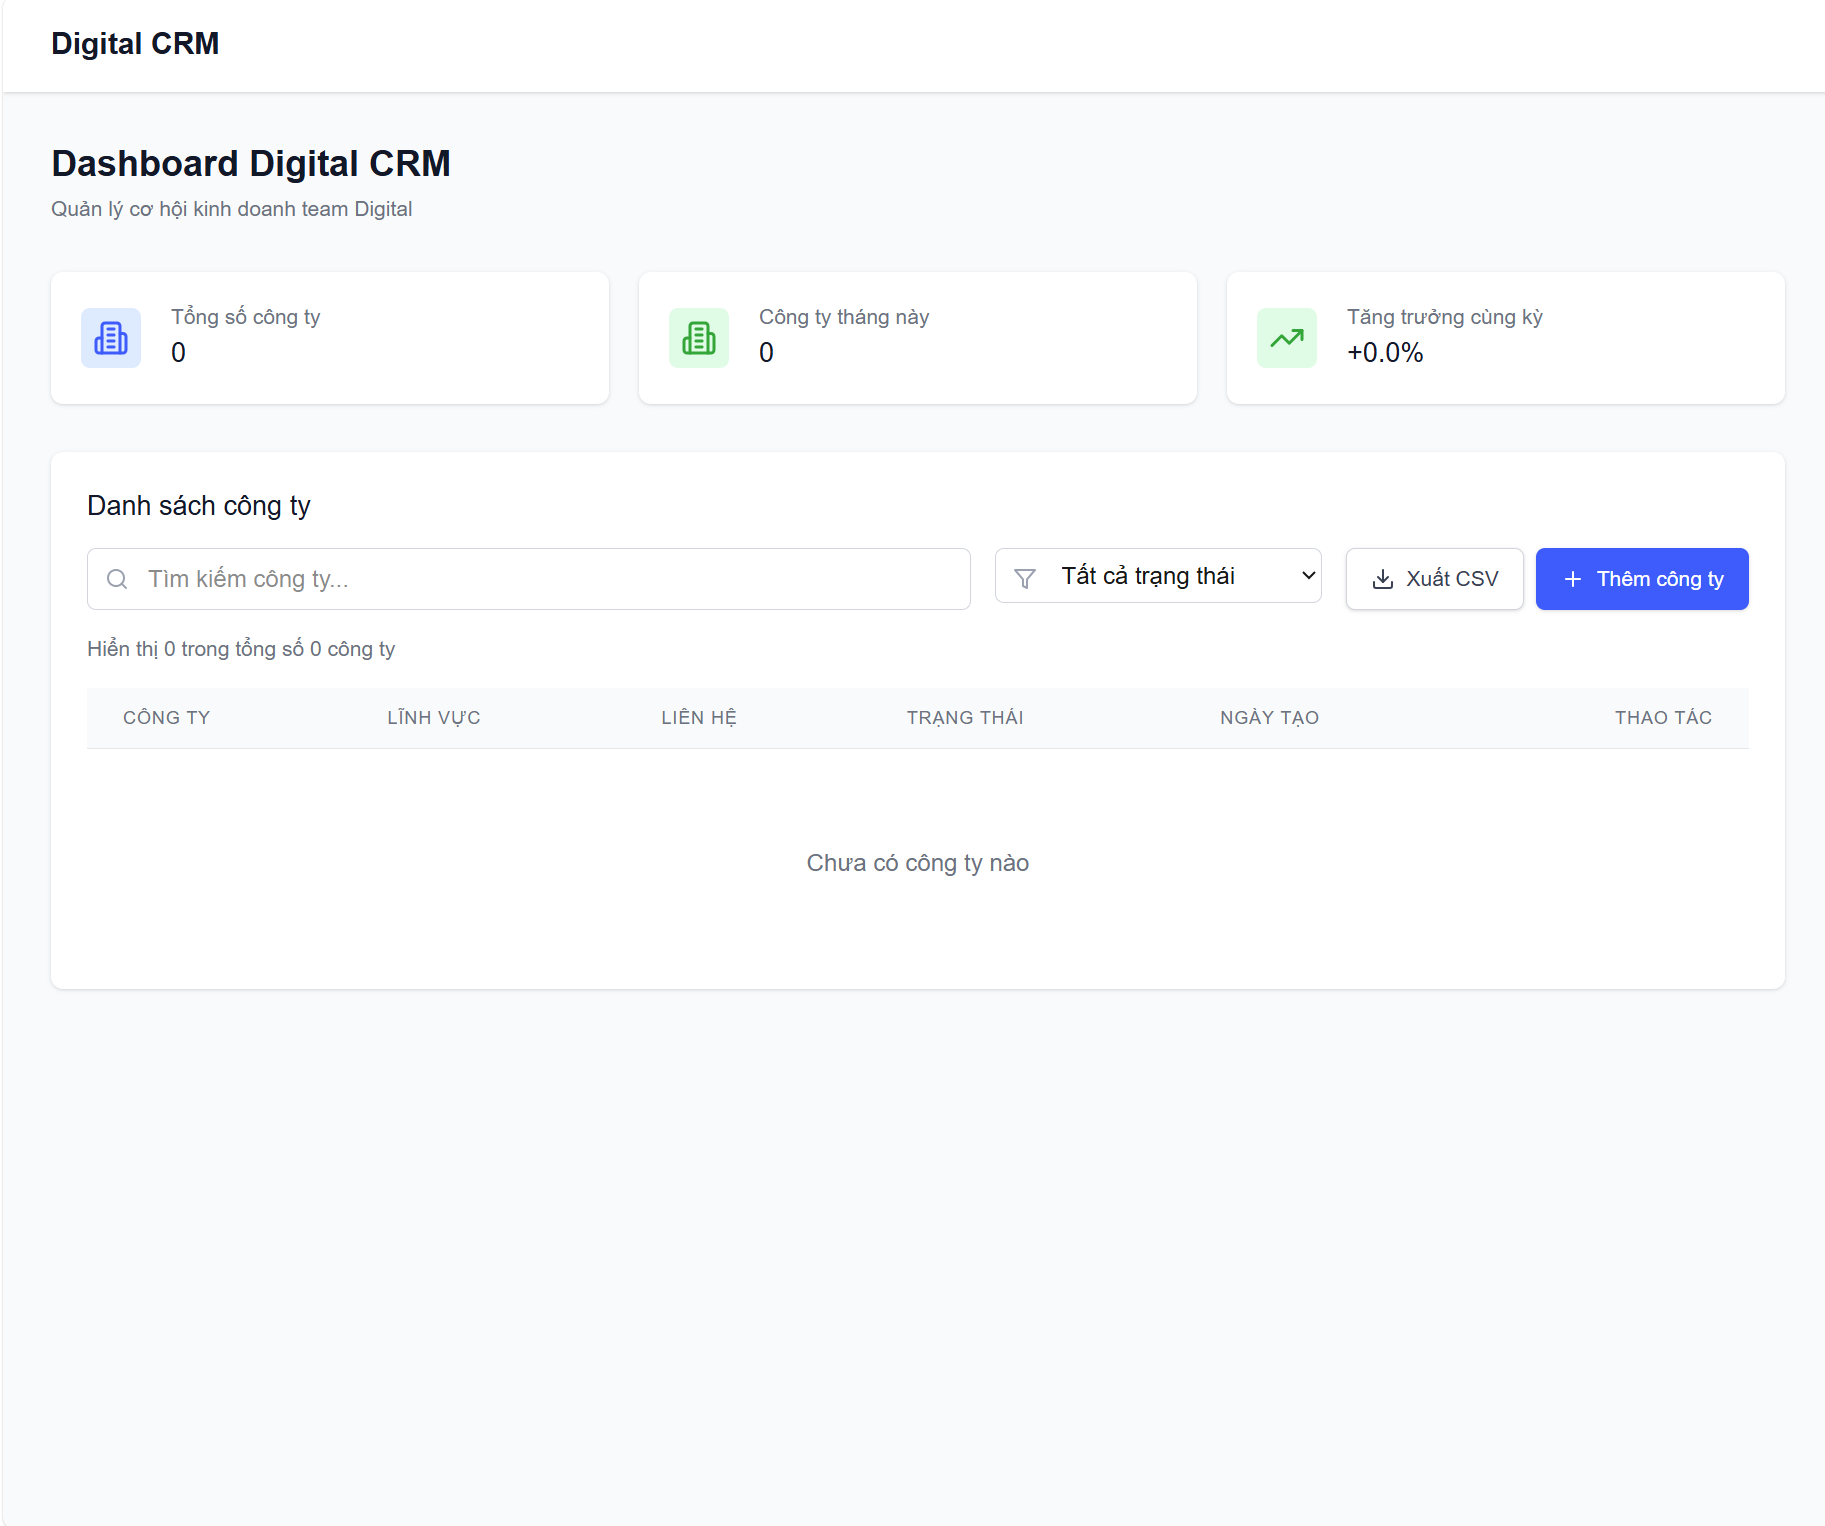 Digital CRM
Dashboard Digital CRM
Quản lý cơ hội kinh doanh team Digital
Tổng số công ty
0
Công ty tháng này
0
Tăng trưởng cùng kỳ
+0.0%
Danh sách công ty
Tìm kiếm công ty...
Tất cả trạng thái
Xuất CSV
Thêm công ty
Hiển thị 0 trong tổng số 0 công ty
CÔNG TY LĨNH VỰC LIÊN HỆ TRẠNG THÁI NGÀY TẠO THAO TÁC
Chưa có công ty nào